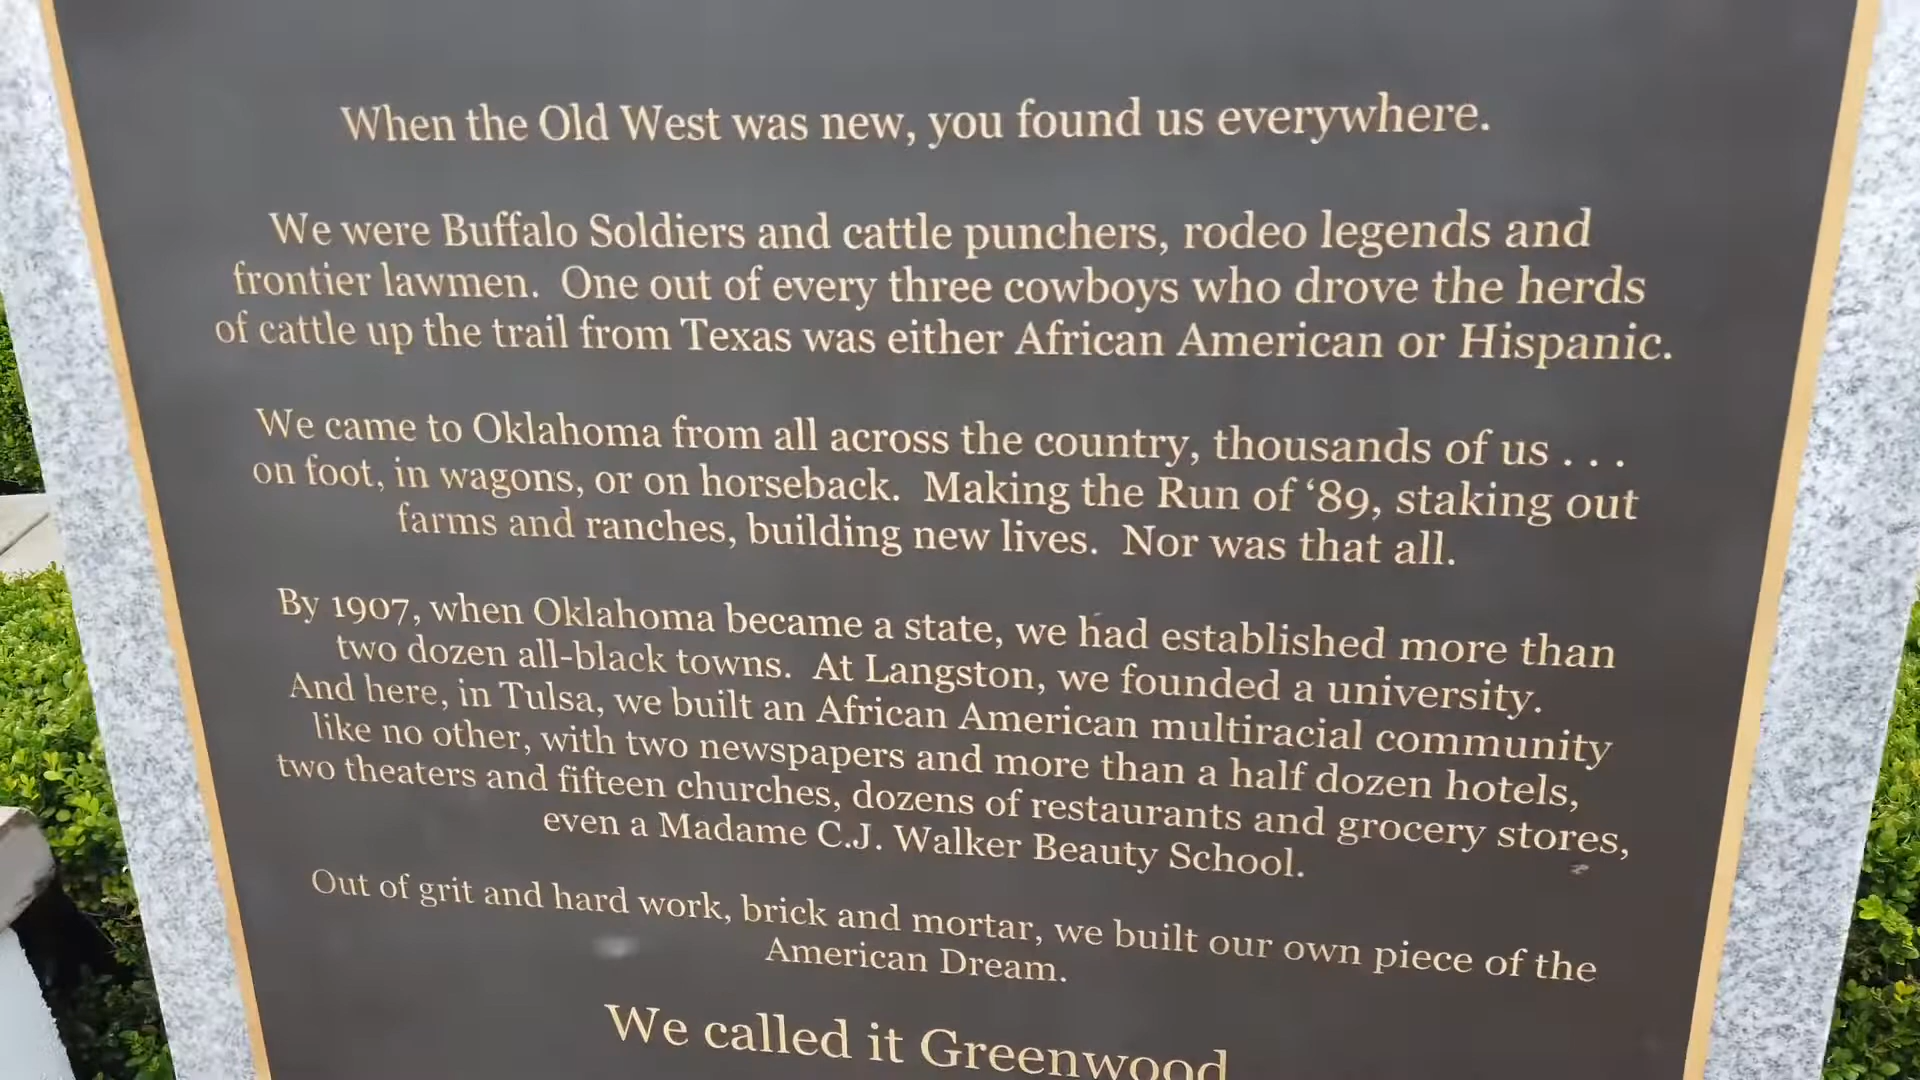 When the Old West was new, you found us everywhere.
We were Buffalo Soldiers and cattle punchers, rodeo legends and
frontier lawmen. One out of every three cowboys who drove the herds
of cattle up the trail from Texas was either African American or Hispanic.
We came to Oklahoma from all across the country, thousands of us . . .
on foot, in wagons, or on horseback. Making the Run of ‘89, staking out
farms and ranches, building new lives. Nor was that all.
By 1907, when Oklahoma became a state, we had established more than
two dozen all-black towns. At Langston, we founded a university.
And here, in Tulsa, we built an African American multiracial community
like no other, with two newspapers and more than a half dozen hotels,
two theaters and fifteen churches, dozens of restaurants and grocery stores,
even a Madame C.J. Walker Beauty School.
Out of grit and hard work, brick and mortar, we built our own piece of the
American Dream.
We called it Greenwood